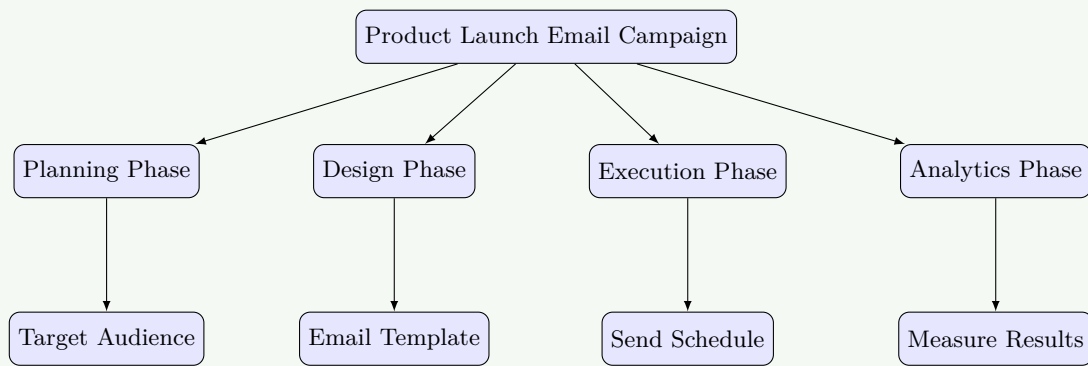 Product Launch Email Campaign
Planning Phase
Design Phase
Execution Phase
Analytics Phase
Target Audience
Email Template
Send Schedule
Measure Results